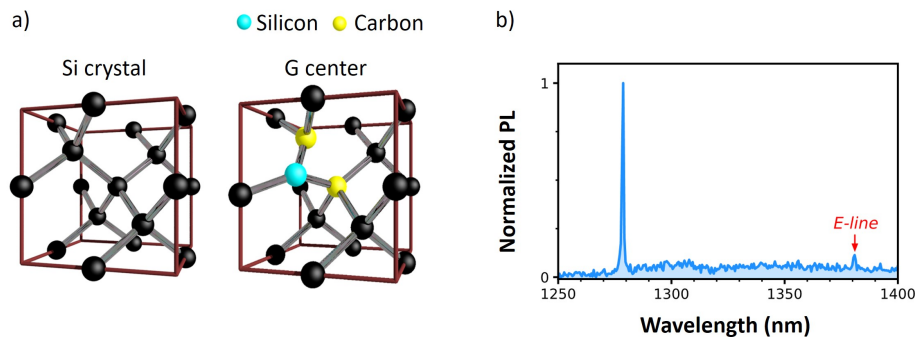 a)
Silicon Carbon
Si crystal
G center
b)
Normalized PL
1
0
E-line
1250 1300 1350 1400
Wavelength (nm)